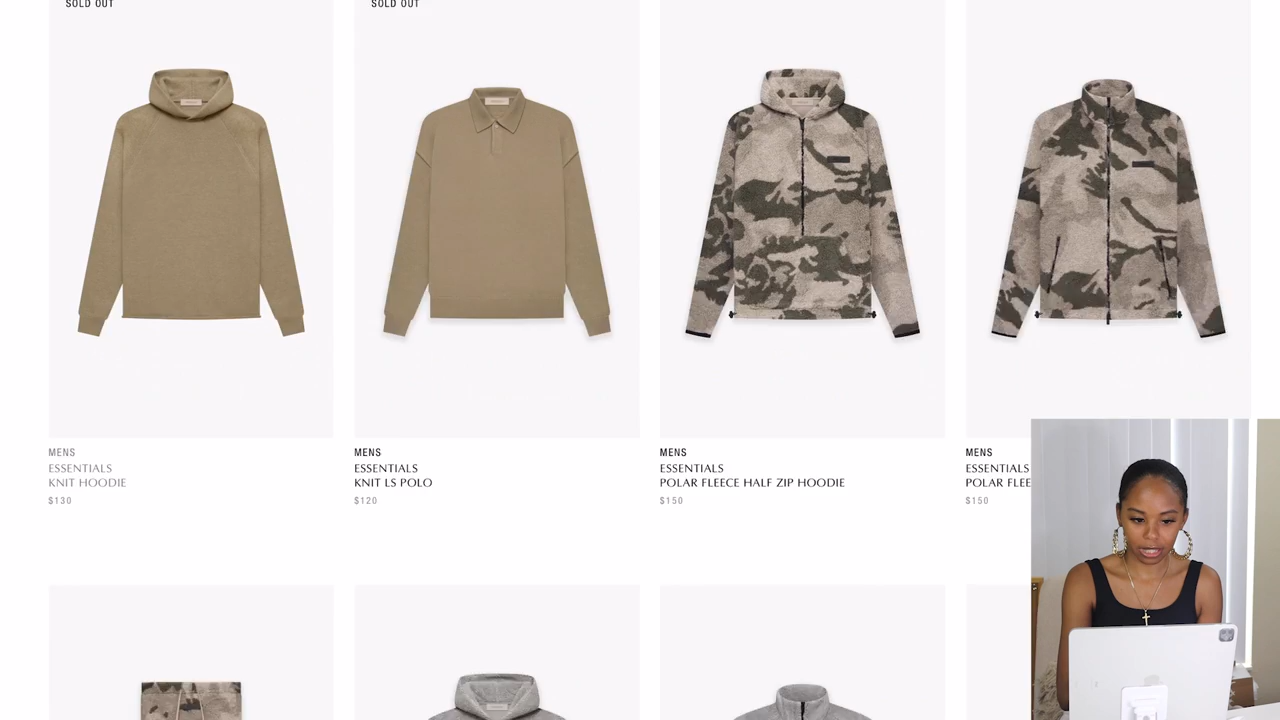 SOLD OUT
SOLD OUT
MENS
ESSENTIALS
KNIT HOODIE
$130
MENS
ESSENTIALS
KNIT LS POLO
$120
MENS
ESSENTIALS
POLAR FLEECE HALF ZIP HOODIE
$150
MENS
ESSENTIALS
POLAR FLEE
$150